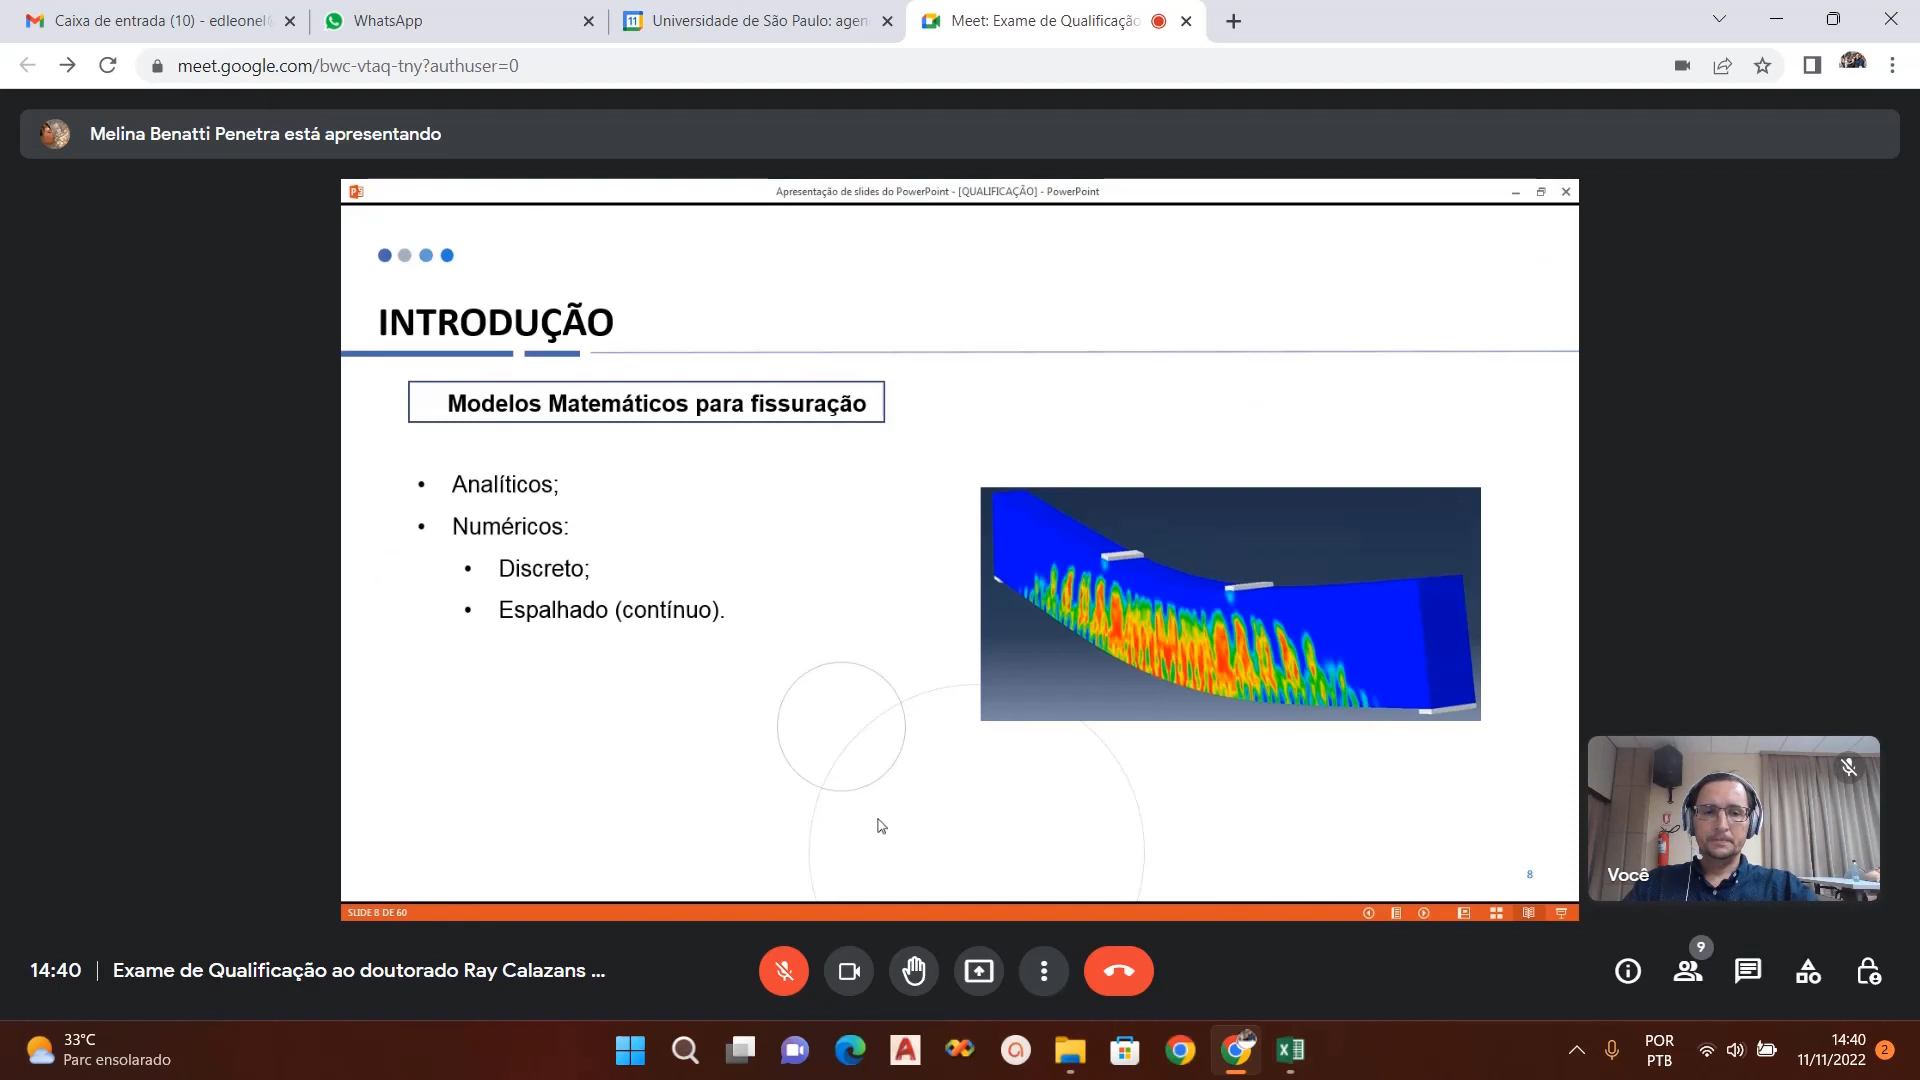 Caixa de entrada (10) - edleonel
WhatsApp
11
Universidade de São Paulo: agen
Meet: Exame de Qualificação
meet.google.com/bwc-vtaq-tny?authuser=0
Melina Benatti Penetra está apresentando
Apresentação de slides do PowerPoint - [QUALIFICAÇÃO] - PowerPoint
INTRODUÇÃO
Modelos Matemáticos para fissuração
• Analíticos;
• Numéricos:
• Discreto;
• Espalhado (contínuo).
8
SLIDE 8 DE 60
Você
14:40
Exame de Qualificação ao doutorado Ray Calazans ...
9
33°C
Parc ensolarado
POR
PTB
14:40
11/11/2022
2